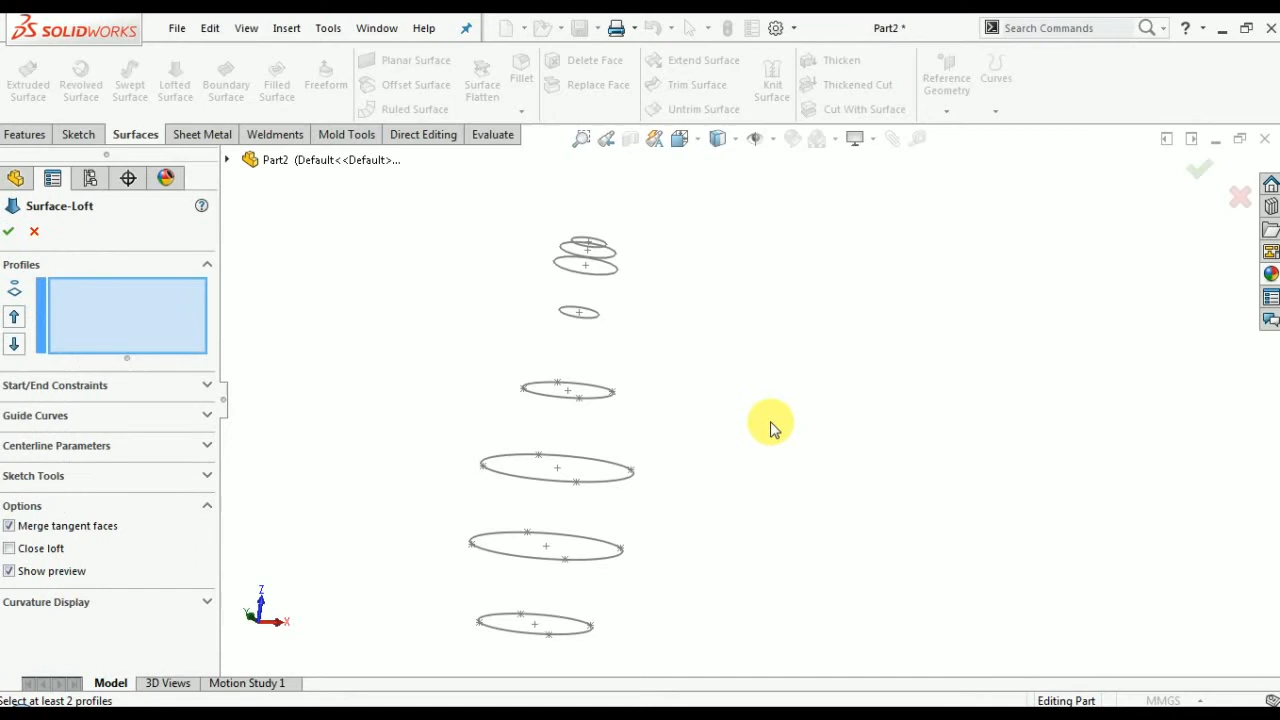 SOLIDWORKS File Edit View Insert Tools Window Help Part2 * Search Commands ?
Extruded Surface
Revolved Surface
Swept Surface
Lofted Surface
Boundary Surface
Filled Surface
Freeform
Planar Surface
Offset Surface
Ruled Surface
Surface Flatten
Fillet
Delete Face
Replace Face
Extend Surface
Trim Surface
Untrim Surface
Knit Surface
Thicken
Thickened Cut
Cut With Surface
Reference Geometry
Curves
Features Sketch Surfaces Sheet Metal Weldments Mold Tools Direct Editing Evaluate
Part2 (Default<<Default>...
Surface-Loft ?
Profiles
Start/End Constraints
Guide Curves
Centerline Parameters
Sketch Tools
Options
Merge tangent faces
Close loft
Show preview
Curvature Display
Z
Y
X
Model 3D Views Motion Study 1
Select at least 2 profiles Editing Part MMGS